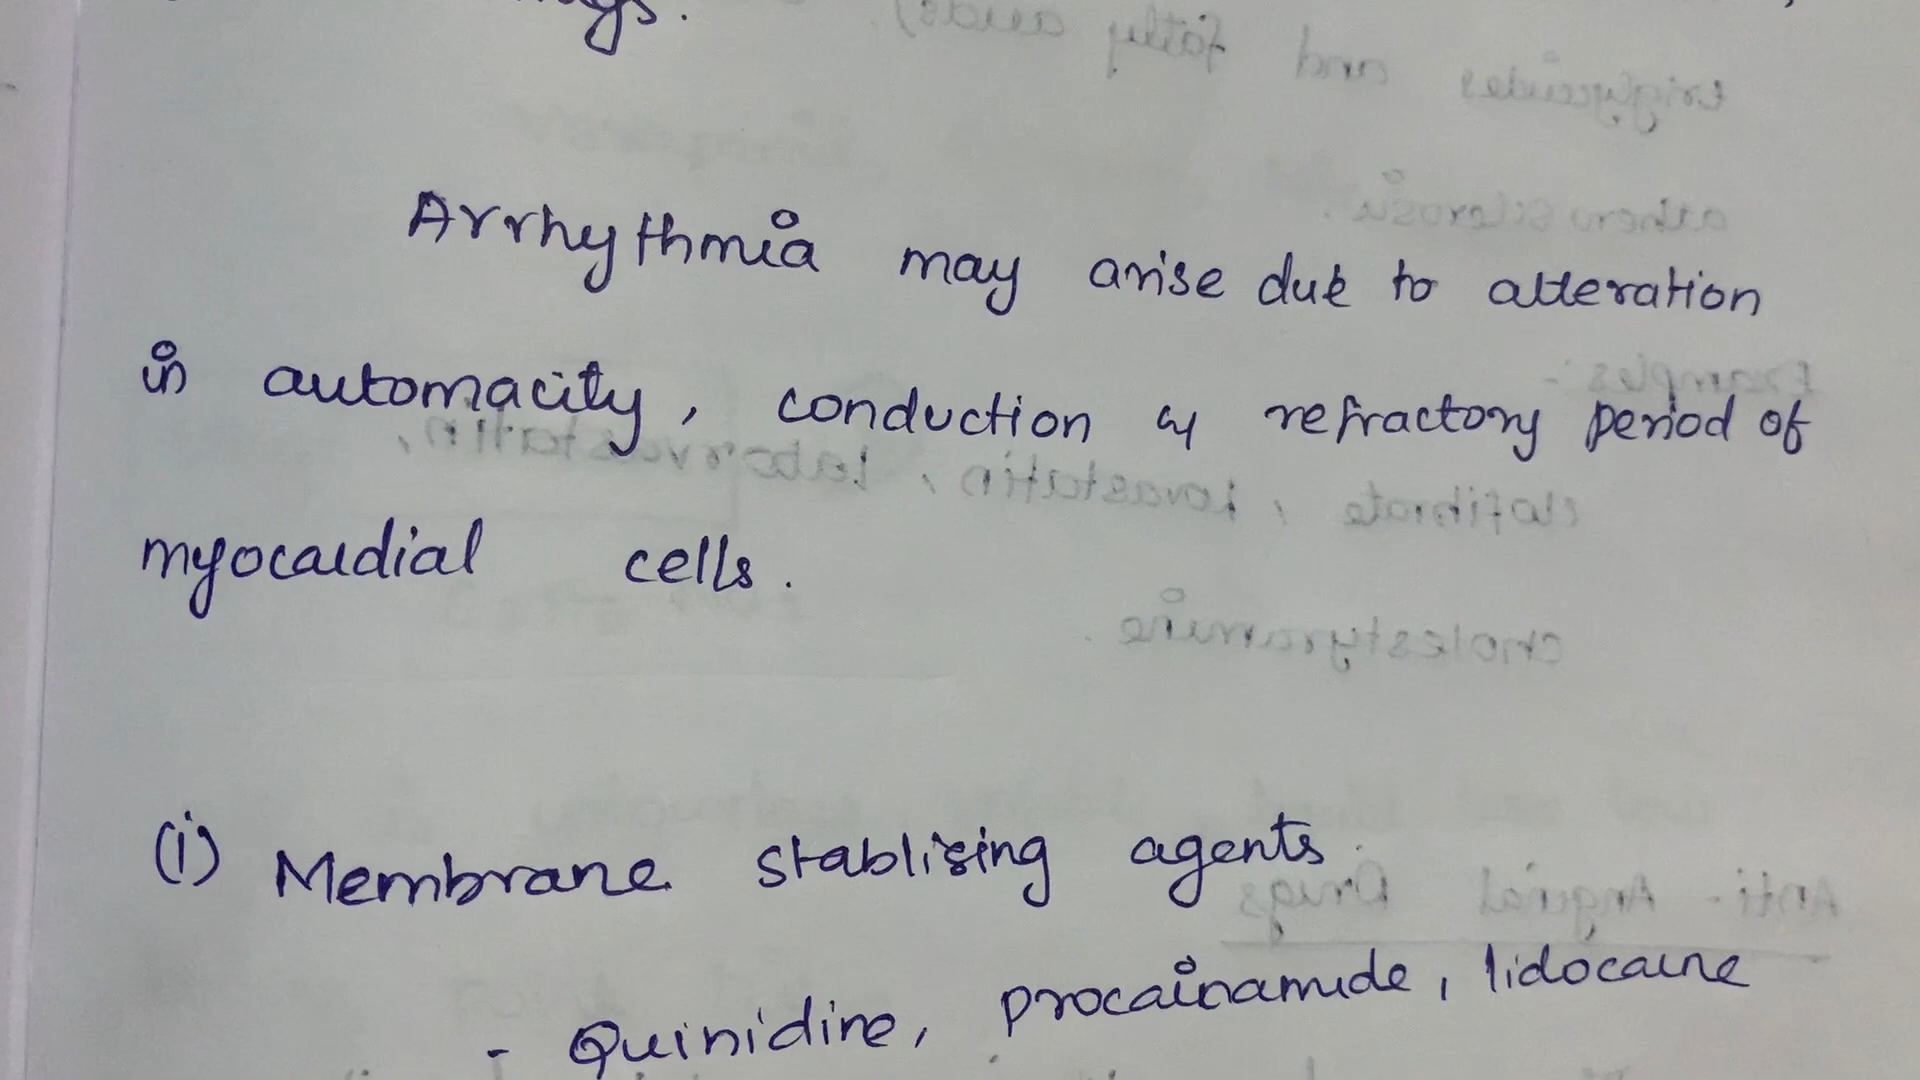 Arrhythmia may arise due to alteration
in automacity, conduction & refractory period of
myocardial cells.
(i) Membrane stablising agents.
- Quinidine, procainamide, lidocaine